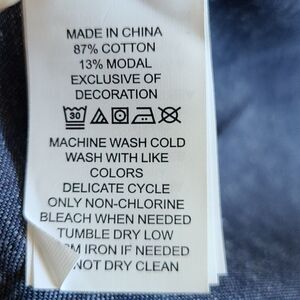 MADE IN CHINA
87% COTTON
13% MODAL
EXCLUSIVE OF
DECORATION
30
MACHINE WASH COLD
WASH WITH LIKE
COLORS
DELICATE CYCLE
ONLY NON-CHLORINE
BLEACH WHEN NEEDED
TUMBLE DRY LOW
IRON IF NEEDED
NOT DRY CLEAN